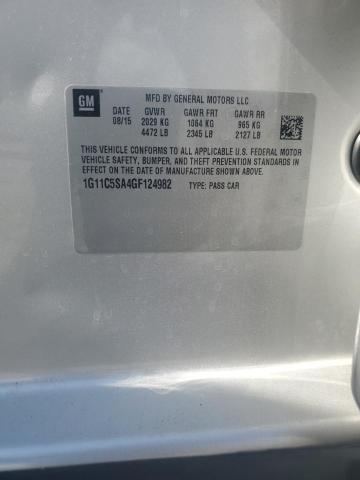 GM MFD BY GENERAL MOTORS LLC
DATE GVWR GAWR FRT GAWR RR
08/15 2029 KG 1064 KG 965 KG
4472 LB 2345 LB 2127 LB
THIS VEHICLE CONFORMS TO ALL APPLICABLE U.S. FEDERAL MOTOR
VEHICLE SAFETY, BUMPER, AND THEFT PREVENTION STANDARDS
IN EFFECT ON THE DATE OF MANUFACTURE SHOWN ABOVE.
1G11C5SA4GF124982 TYPE: PASS CAR